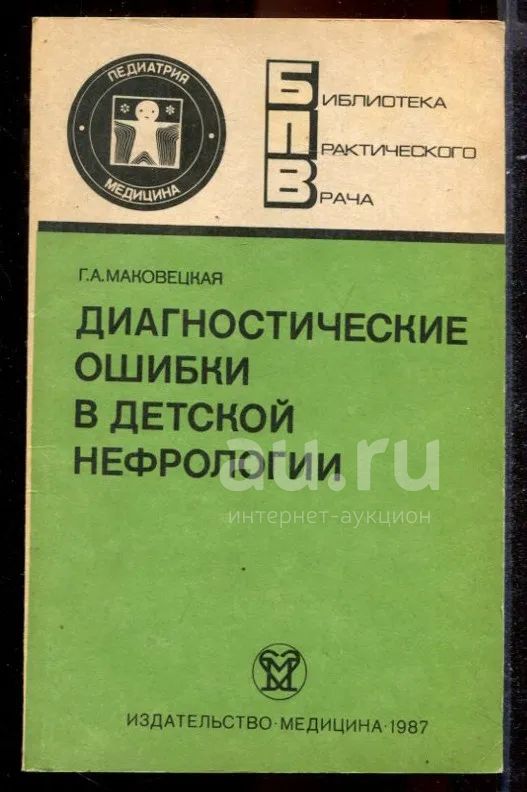 ПЕДИАТРИЯ
МЕДИЦИНА
БИБЛИОТЕКА
ПРАКТИЧЕСКОГО
ВРАЧА
Г.А.МАКОВЕЦКАЯ
ДИАГНОСТИЧЕСКИЕ
ОШИБКИ
В ДЕТСКОЙ
НЕФРОЛОГИИ
au.ru
интернет-аукцион
ИЗДАТЕЛЬСТВО·МЕДИЦИНА·1987